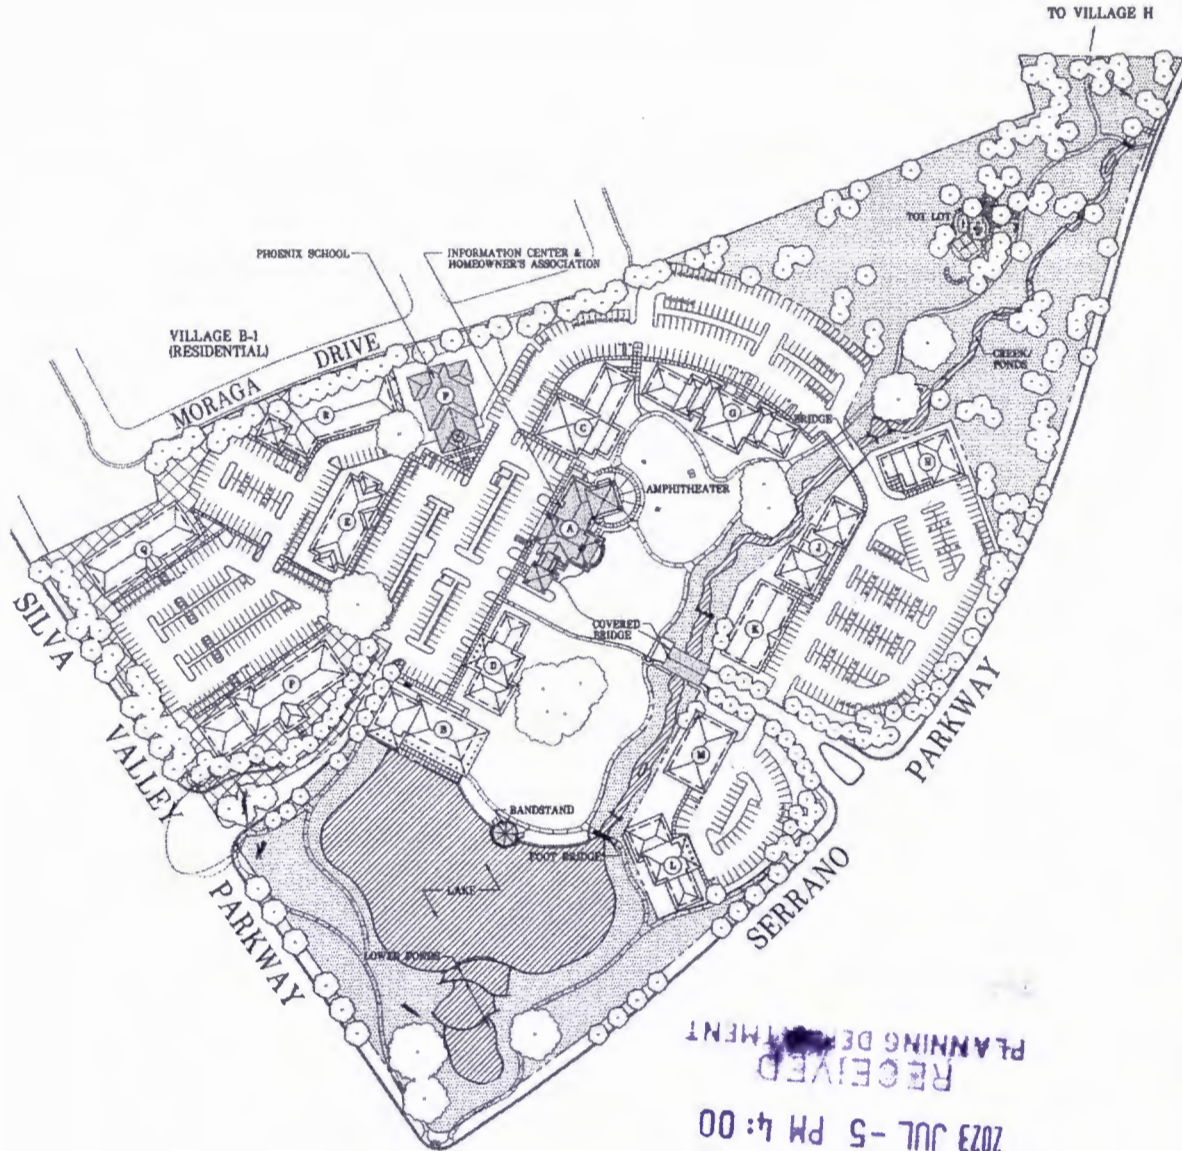 TO VILLAGE H
TOT LOT
PHOENIX SCHOOL
INFORMATION CENTER &
HOMEOWNER'S ASSOCIATION
VILLAGE B-1
(RESIDENTIAL)
MORAGA DRIVE
CREEK/
PONDS
BRIDGE
P
R
C
G
H
AMPHITHEATER
A
E
J
Q
K
COVERED
BRIDGE
D
F
B
M
SILVA VALLEY PARKWAY
BANDSTAND
FOOT BRIDGE
L
LAKE
LOWER PONDS
SERRANO PARKWAY
2023 JUL -5 PM 4:00
RECEIVED
PLANNING DEPARTMENT